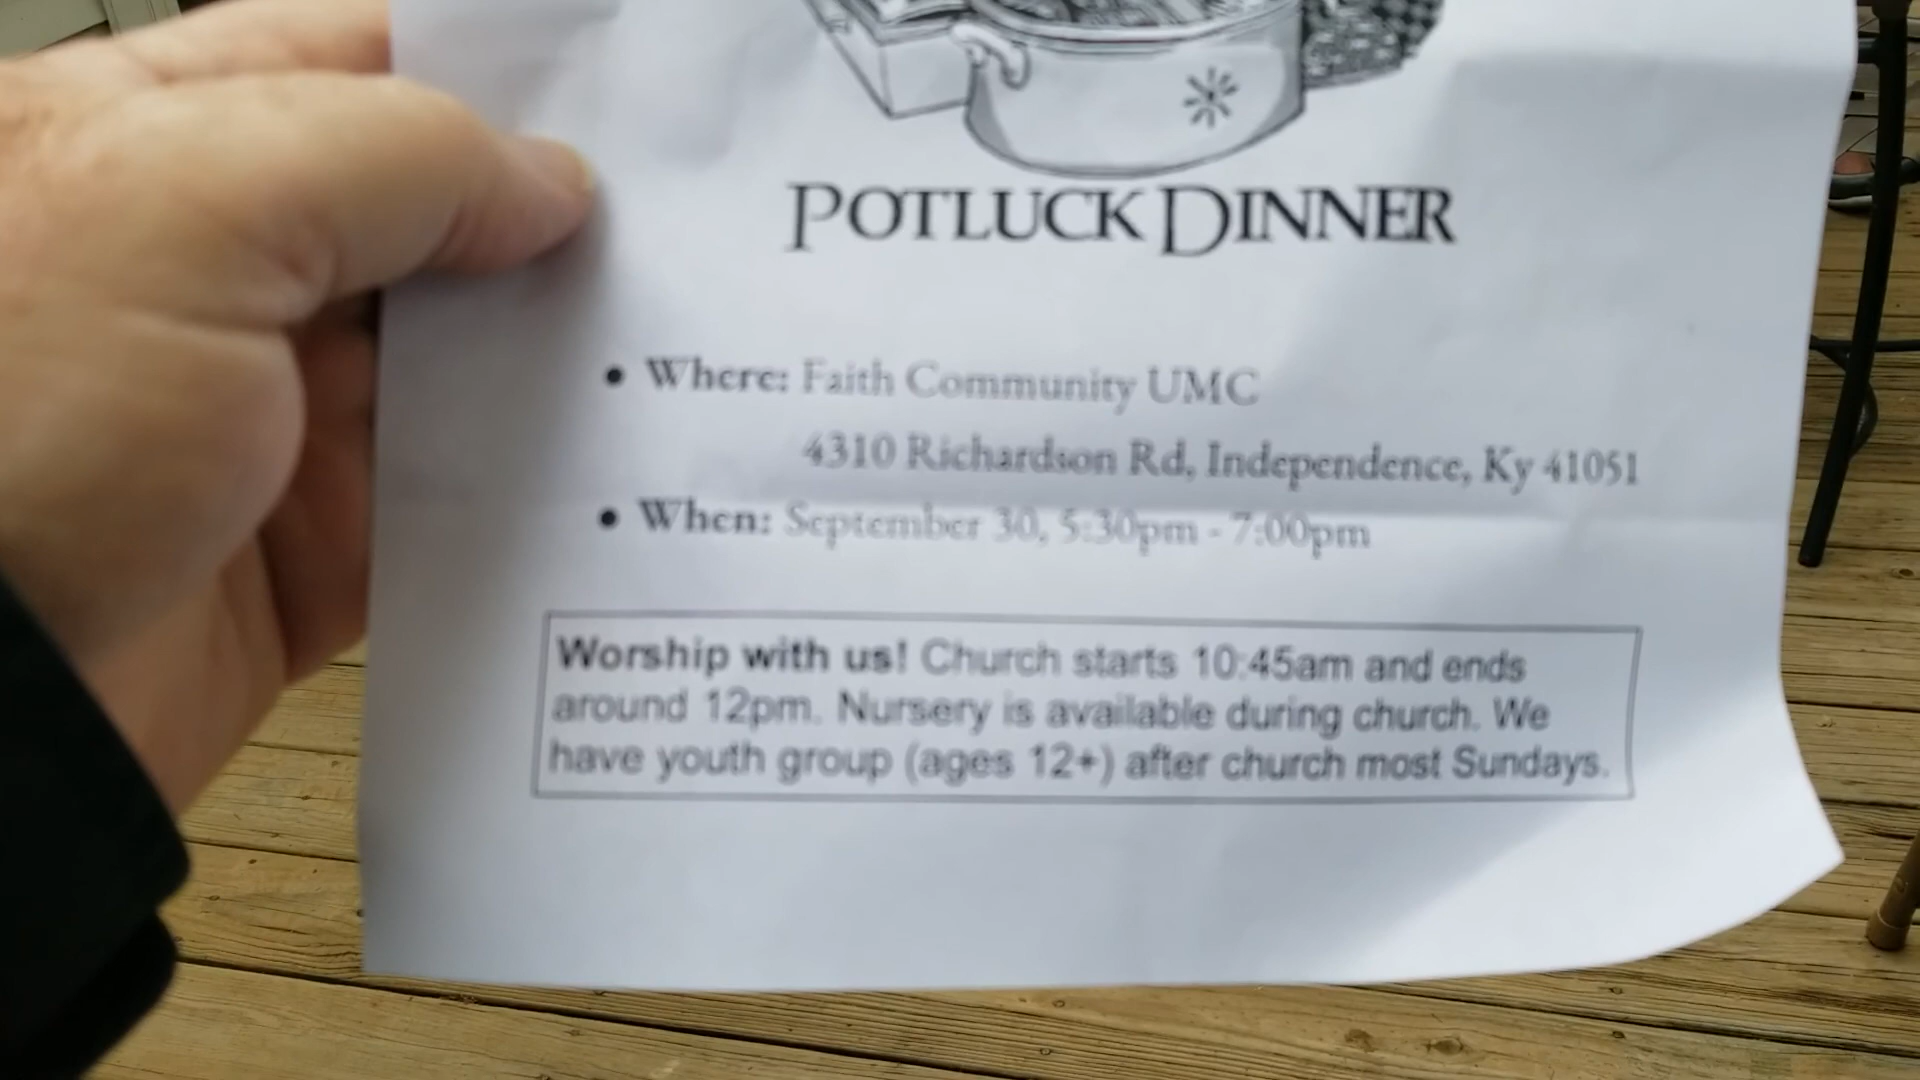 POTLUCK DINNER
• Where: Faith Community UMC
4310 Richardson Rd, Independence, Ky 41051
• When: September 30, 5:30pm - 7:00pm
Worship with us! Church starts 10:45am and ends
around 12pm. Nursery is available during church. We
have youth group (ages 12+) after church most Sundays.